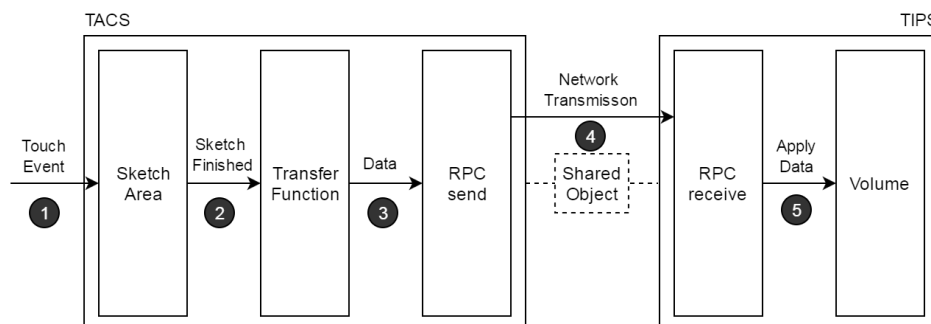 TACS
TIPS
Touch
Event
1
Sketch
Area
Sketch
Finished
2
Transfer
Function
Data
3
RPC
send
Network
Transmisson
4
Shared
Object
RPC
receive
Apply
Data
5
Volume